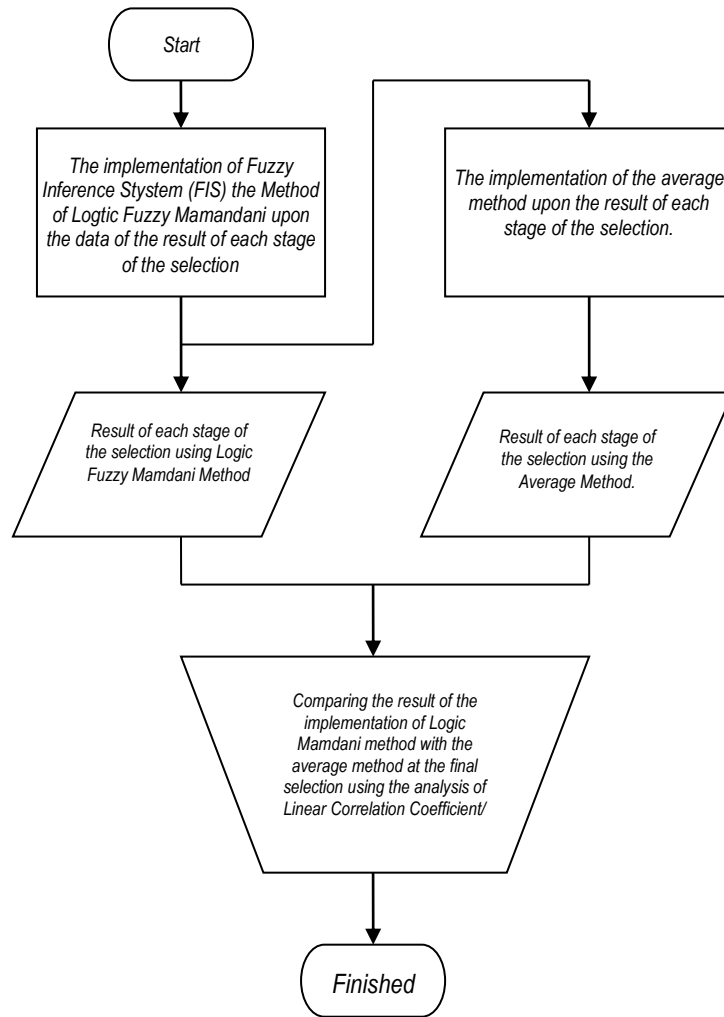 Start
The implementation of Fuzzy
Inference Stystem (FIS) the Method
of Logtic Fuzzy Mamandani upon
the data of the result of each stage
of the selection
The implementation of the average
method upon the result of each
stage of the selection.
Result of each stage of
the selection using Logic
Fuzzy Mamdani Method
Result of each stage of
the selection using the
Average Method.
Comparing the result of the
implementation of Logic
Mamdani method with the
average method at the final
selection using the analysis of
Linear Correlation Coefficient/
Finished